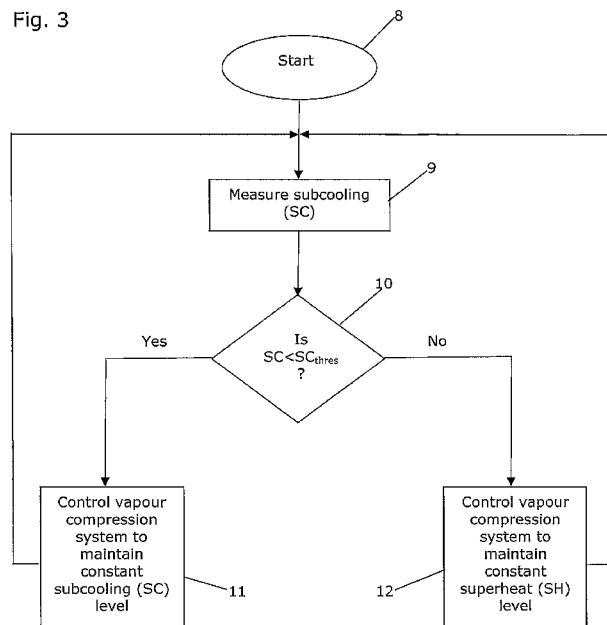 Fig. 3
8
Start
9
Measure subcooling
(SC)
10
Is
SC<SCthres
?
Yes
No
Control vapour
compression
system to
maintain
constant
subcooling (SC)
level
11
Control vapour
compression
system to
maintain
constant
superheat (SH)
level
12